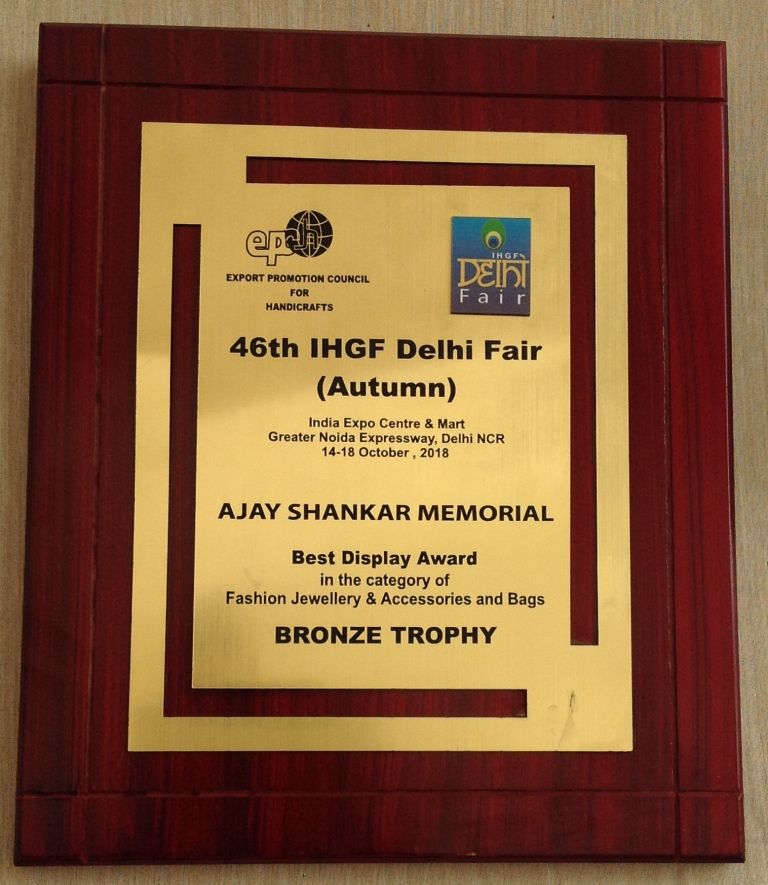 epch
EXPORT PROMOTION COUNCIL
FOR
HANDICRAFTS
IHGF
DELHI
Fair
46th IHGF Delhi Fair
(Autumn)
India Expo Centre & Mart
Greater Noida Expressway, Delhi NCR
14-18 October , 2018
AJAY SHANKAR MEMORIAL
Best Display Award
in the category of
Fashion Jewellery & Accessories and Bags
BRONZE TROPHY